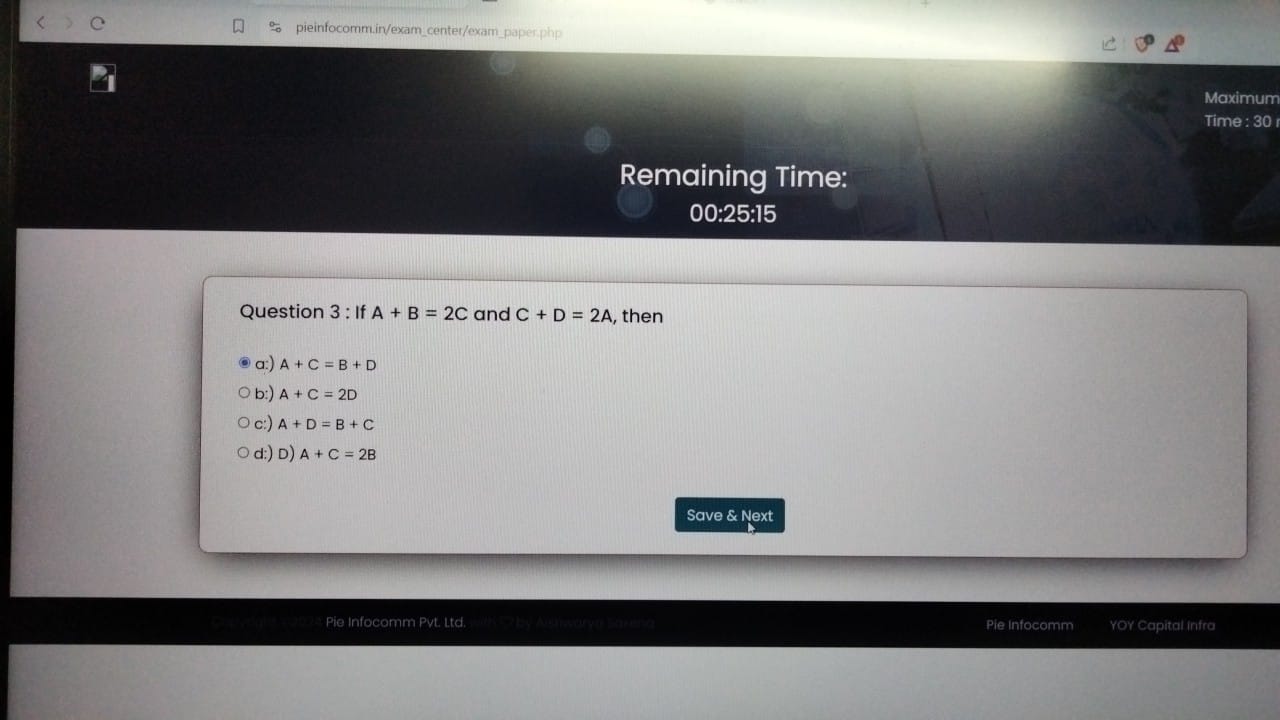 pieinfocomm.in/exam_center/exam_paper.php
Maximum
Time : 30
Remaining Time:
00:25:15
Question 3 : If A + B = 2C and C + D = 2A, then
a:) A + C = B + D
b:) A + C = 2D
c:) A + D = B + C
d:) D) A + C = 2B
Save & Next
Copyright ©2024 Pie Infocomm Pvt. Ltd. with ♡ by Aishwarya Saxena
Pie Infocomm YOY Capital Infra